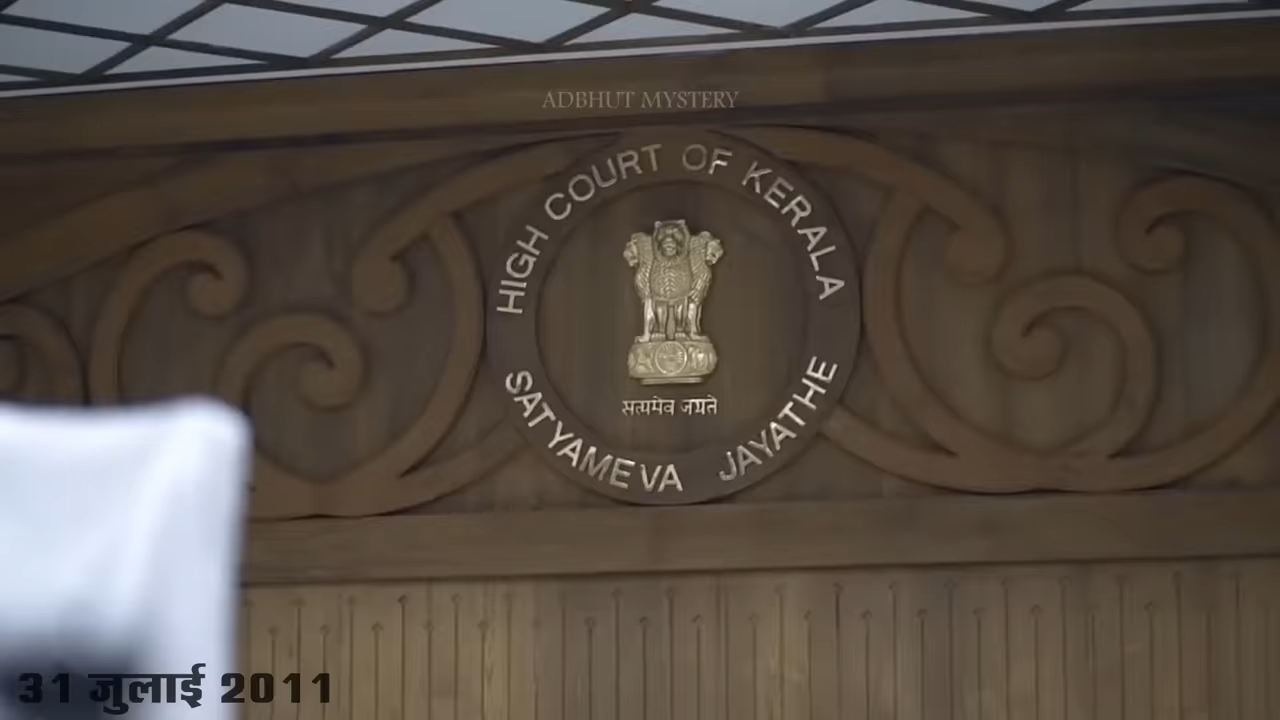 ADBHUT MYSTERY
HIGH COURT OF KERALA
सत्यमेव जयते
SATYAMEVA JAYATHE
31 जुलाई 2011